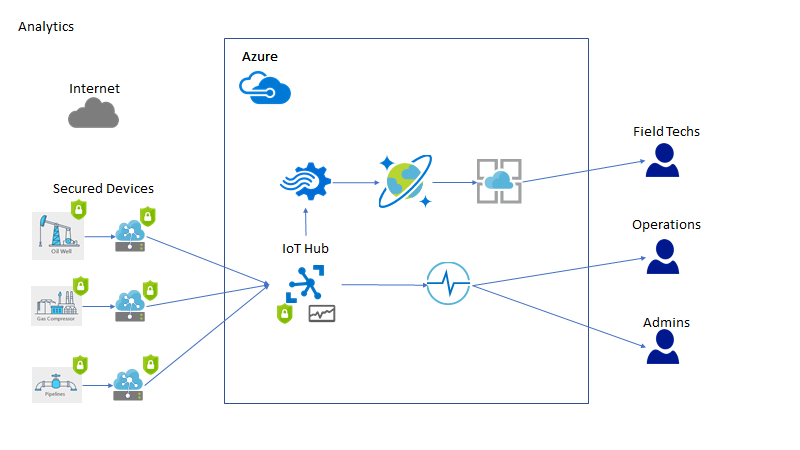 Analytics
Azure
Internet
Field Techs
Secured Devices
Oil Well
Operations
IoT Hub
Gas Compressor
Admins
Pipelines